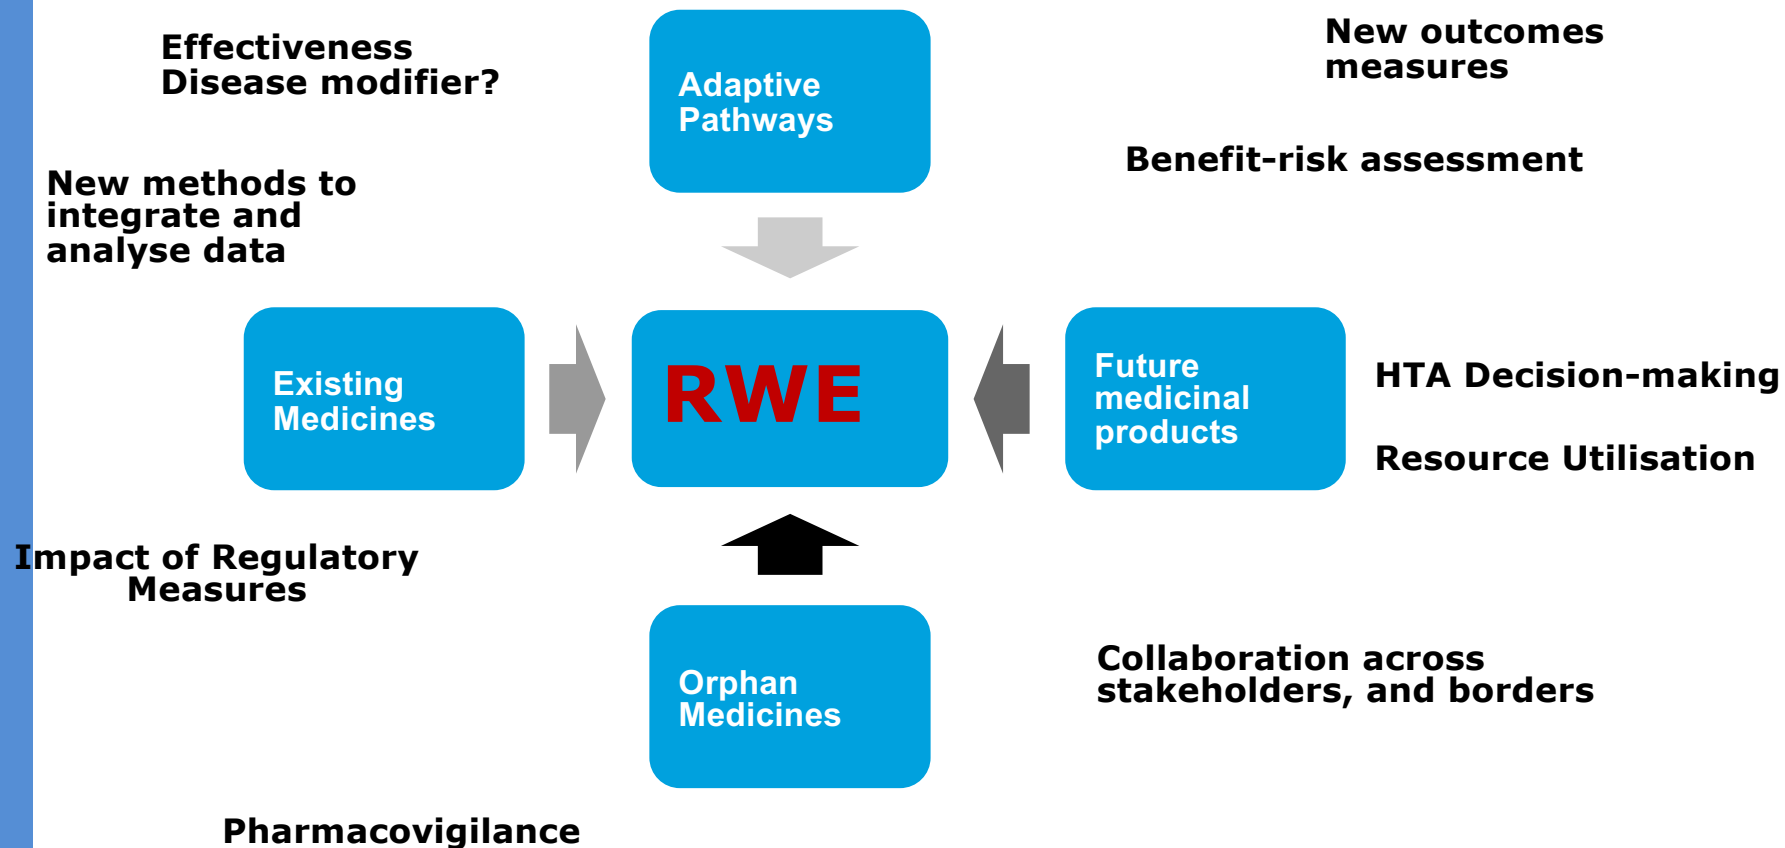 Effectiveness
Disease modifier?
Adaptive
Pathways
New outcomes
measures
Benefit-risk assessment
New methods to
integrate and
analyse data
Existing
Medicines
RWE
Future
medicinal
products
HTA Decision-making
Resource Utilisation
Impact of Regulatory
Measures
Orphan
Medicines
Collaboration across
stakeholders, and borders
Pharmacovigilance